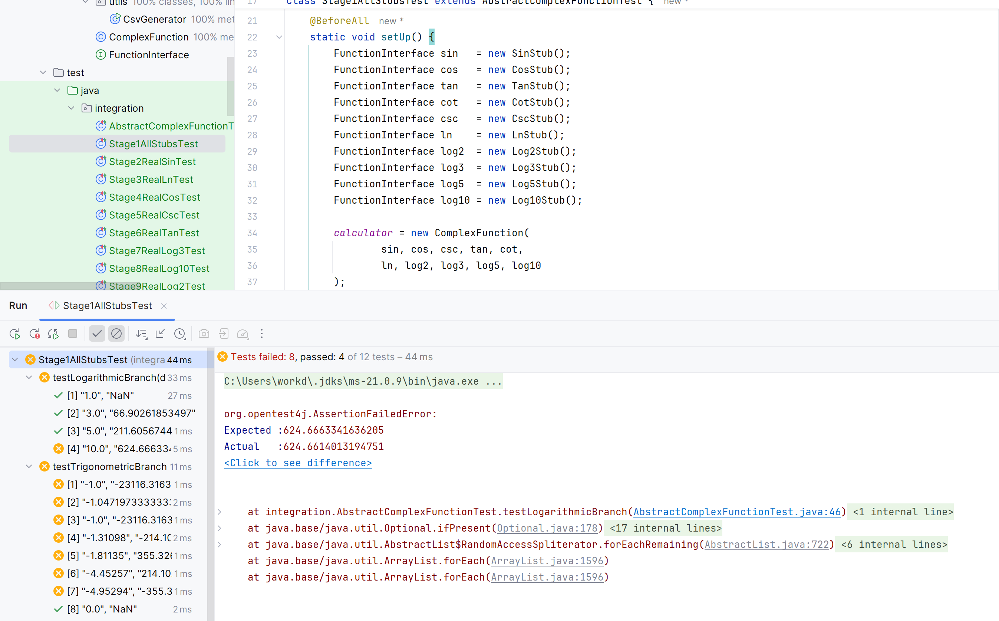 utils 100% classes, 100% lin
CsvGenerator 100% met
ComplexFunction 100% me
FunctionInterface
test
java
integration
AbstractComplexFunctionT
Stage1AllStubsTest
Stage2RealSinTest
Stage3RealLnTest
Stage4RealCosTest
Stage5RealCscTest
Stage6RealTanTest
Stage7RealLog3Test
Stage8RealLog10Test
Stage9RealLog2Test
17 class Stage1AllStubsTest extends AbstractComplexFunctionTest { new *
21 @BeforeAll new *
22 static void setUp() {
23 FunctionInterface sin   = new SinStub();
24 FunctionInterface cos   = new CosStub();
25 FunctionInterface tan   = new TanStub();
26 FunctionInterface cot   = new CotStub();
27 FunctionInterface csc   = new CscStub();
28 FunctionInterface ln    = new LnStub();
29 FunctionInterface log2  = new Log2Stub();
30 FunctionInterface log3  = new Log3Stub();
31 FunctionInterface log5  = new Log5Stub();
32 FunctionInterface log10 = new Log10Stub();
33
34 calculator = new ComplexFunction(
35 sin, cos, csc, tan, cot,
36 ln, log2, log3, log5, log10
37 );
Run Stage1AllStubsTest
Stage1AllStubsTest (integra 44 ms
testLogarithmicBranch(d 33 ms
[1] "1.0", "NaN" 27 ms
[2] "3.0", "66.90261853497"
[3] "5.0", "211.6056744 1 ms
[4] "10.0", "624.66633 5 ms
testTrigonometricBranch 11 ms
[1] "-1.0", "-23116.3163 1 ms
[2] "-1.0471973333333 2 ms
[3] "-1.0", "-23116.3163 1 ms
[4] "-1.31098", "-214.10 2 ms
[5] "-1.81135", "355.326 1 ms
[6] "-4.45257", "214.10 1 ms
[7] "-4.95294", "-355.3 1 ms
[8] "0.0", "NaN" 2 ms
Tests failed: 8, passed: 4 of 12 tests – 44 ms
C:\Users\workd\.jdks\ms-21.0.9\bin\java.exe ...
org.opentest4j.AssertionFailedError:
Expected :624.6663341636205
Actual   :624.6614013194751
<Click to see difference>
at integration.AbstractComplexFunctionTest.testLogarithmicBranch(AbstractComplexFunctionTest.java:46) <1 internal line>
at java.base/java.util.Optional.ifPresent(Optional.java:178) <17 internal lines>
at java.base/java.util.AbstractList$RandomAccessSpliterator.forEachRemaining(AbstractList.java:722) <6 internal lines>
at java.base/java.util.ArrayList.forEach(ArrayList.java:1596)
at java.base/java.util.ArrayList.forEach(ArrayList.java:1596)